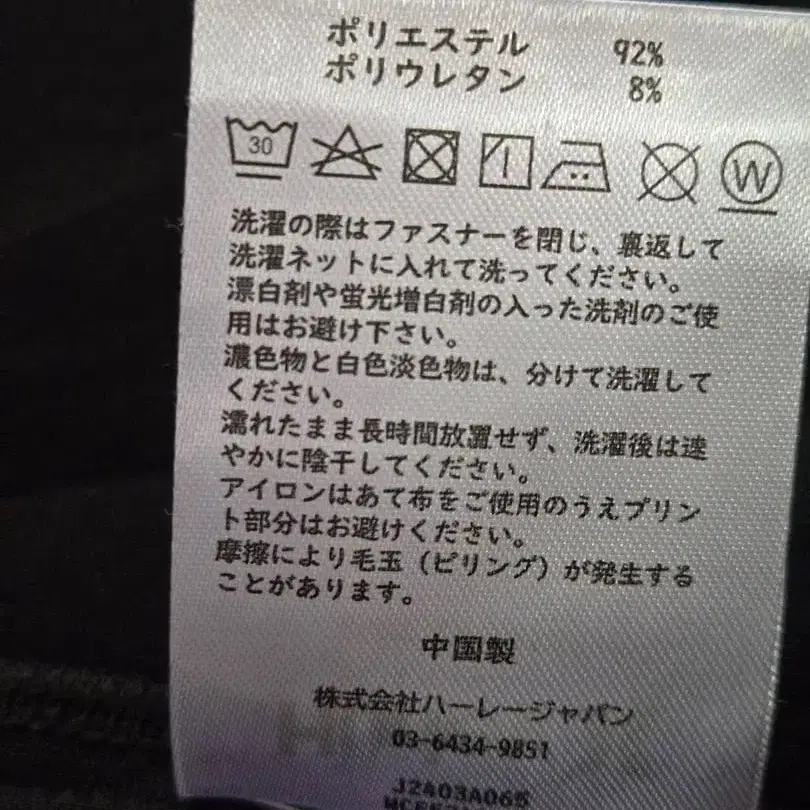 ポリエステル 92%
ポリウレタン 8%
30 W
洗濯の際はファスナーを閉じ、裏返して
洗濯ネットに入れて洗ってください。
漂白剤や蛍光増白剤の入った洗剤のご使
用はお避け下さい。
濃色物と白色淡色物は、分けて洗濯して
ください。
濡れたまま長時間放置せず、洗濯後は速
やかに陰干してください。
アイロンはあて布をご使用のうえプリン
ト部分はお避けください。
摩擦により毛玉（ピリング）が発生する
ことがあります。
中国製
株式会社ハーレージャパン
03-6434-9851
J2403A065